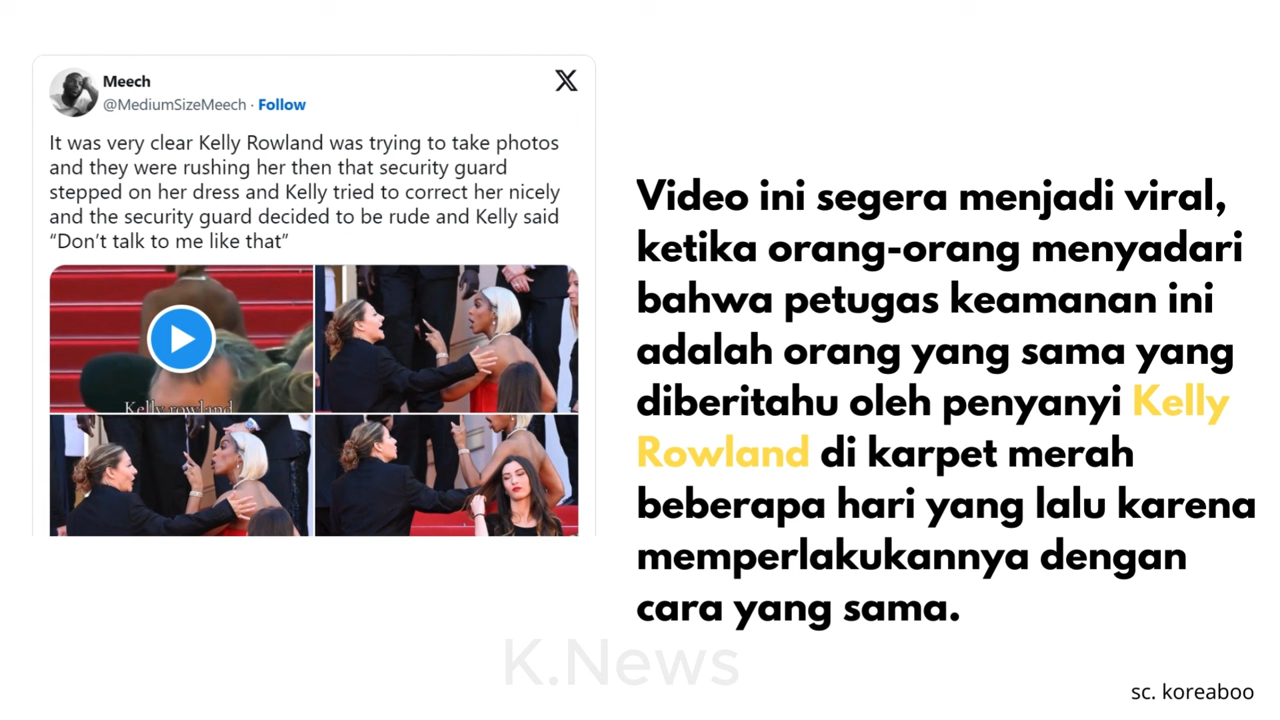 Meech
@MediumSizeMeech · Follow
It was very clear Kelly Rowland was trying to take photos
and they were rushing her then that security guard
stepped on her dress and Kelly tried to correct her nicely
and the security guard decided to be rude and Kelly said
“Don’t talk to me like that”
Kelly rowland
Video ini segera menjadi viral,
ketika orang-orang menyadari
bahwa petugas keamanan ini
adalah orang yang sama yang
diberitahu oleh penyanyi Kelly
Rowland di karpet merah
beberapa hari yang lalu karena
memperlakukannya dengan
cara yang sama.
K.News
sc. koreaboo